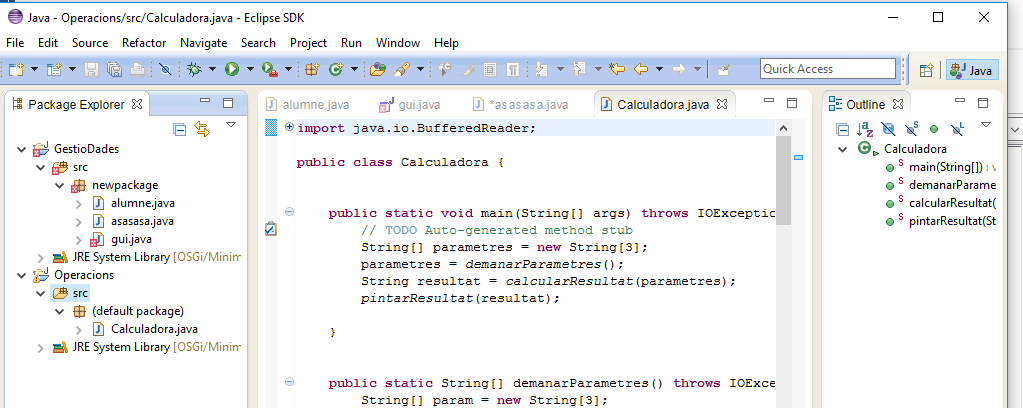 Java - Operacions/src/Calculadora.java - Eclipse SDK
File Edit Source Refactor Navigate Search Project Run Window Help
Quick Access
Java
Package Explorer
GestioDades
src
newpackage
alumne.java
asasasa.java
gui.java
JRE System Library [OSGi/Minim
Operacions
src
(default package)
Calculadora.java
JRE System Library [OSGi/Minim
alumne.java gui.java *asasasa.java Calculadora.java
import java.io.BufferedReader;
public class Calculadora {
public static void main(String[] args) throws IOException
// TODO Auto-generated method stub
String[] parametres = new String[3];
parametres = demanarParametres();
String resultat = calcularResultat(parametres);
pintarResultat(resultat);
}
public static String[] demanarParametres() throws IOExce
String[] param = new String[3];
Outline
Calculadora
main(String[]) : v
demanarParame
calcularResultat(
pintarResultat(St